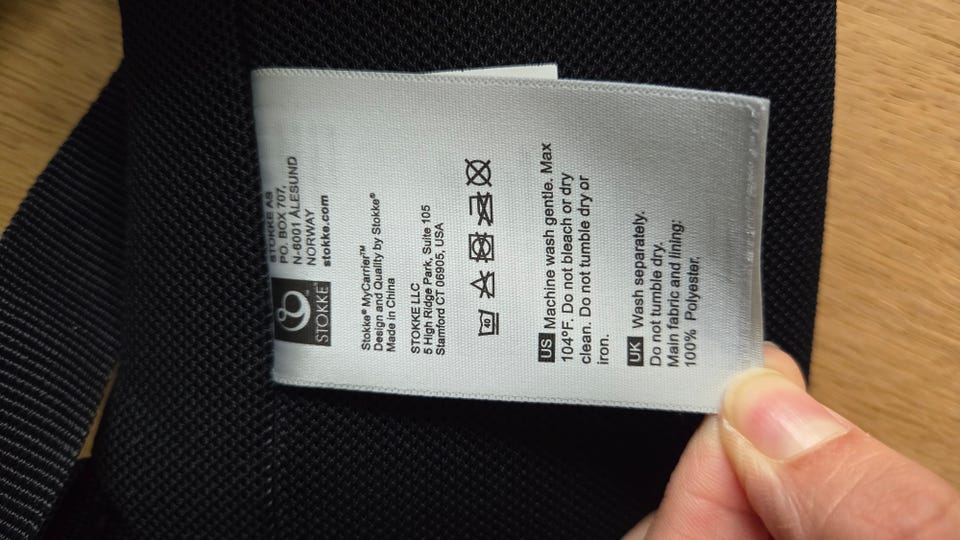 STOKKE
STOKKE AS
PO. BOX 707,
N-6001 ÅLESUND
NORWAY
stokke.com
Stokke® MyCarrier™
Design and Quality by Stokke®
Made in China
STOKKE LLC
5 High Ridge Park, Suite 105
Stamford CT 06905, USA
40
US Machine wash gentle. Max
104°F. Do not bleach or dry
clean. Do not tumble dry or
iron.
UK Wash separately.
Do not tumble dry.
Main fabric and lining:
100% Polyester,